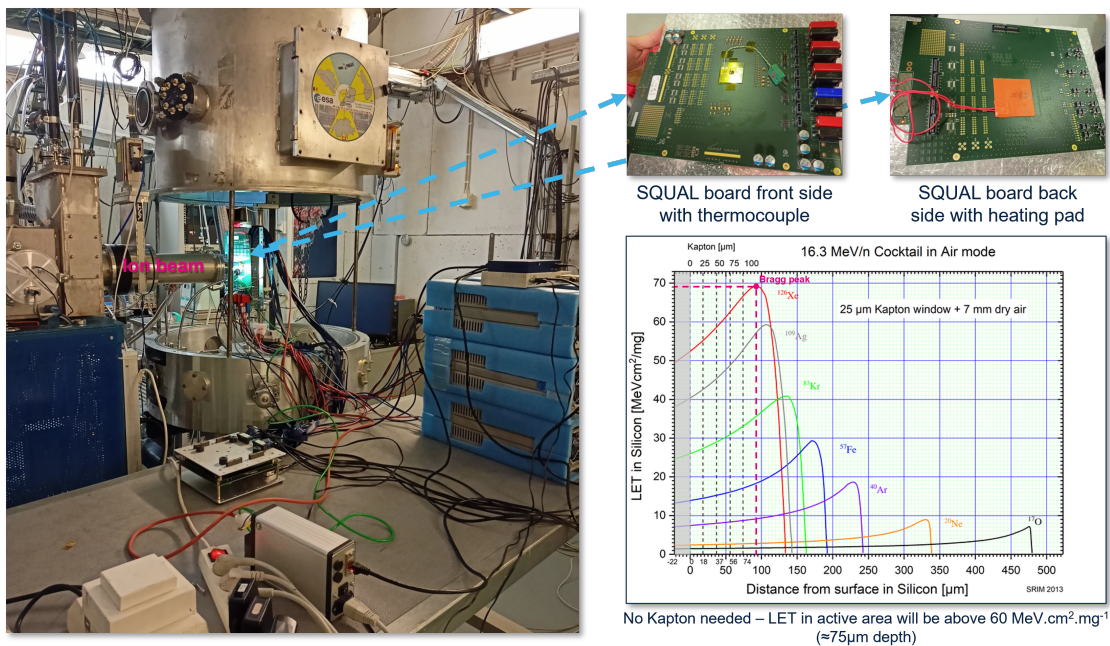 esa
Ion beam
SQUAL board front side
with thermocouple
SQUAL board back
side with heating pad
Kapton [µm]
0 25 50 75 100
16.3 MeV/n Cocktail in Air mode
Bragg peak
126Xe
25 µm Kapton window + 7 mm dry air
109Ag
83Kr
57Fe
40Ar
20Ne
17O
LET in Silicon [MeVcm²/mg]
70
60
50
40
30
20
10
0
-22 0 18 37 56 74
0 50 100 150 200 250 300 350 400 450 500
Distance from surface in Silicon [µm]
SRIM 2013
No Kapton needed – LET in active area will be above 60 MeV.cm².mg⁻¹
(≈75µm depth)